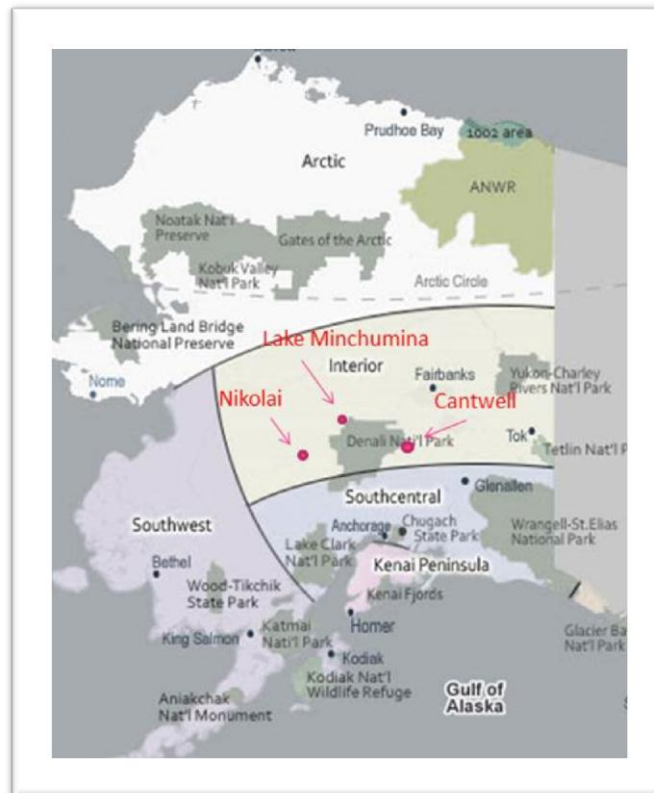 Prudhoe Bay
1002 area
Arctic
ANWR
Noatak Nat'l
Preserve
Gates of the Arctic
Kobuk Valley
Nat'l Park
Arctic Circle
Bering Land Bridge
National Preserve
Lake Minchumina
Interior
Nome
Fairbanks
Yukon-Charley
Rivers Nat'l Park
Nikolai
Cantwell
Denali Nat'l Park
Tok
Tetlin Nat'l P
Southcentral
Glenallen
Southwest
Anchorage
Chugach
State Park
Wrangell-St.Elias
National Park
Lake Clark
Nat'l Park
Bethel
Kenai Peninsula
Wood-Tikchik
State Park
Kenai Fjords
Homer
King Salmon
Katmai
Nati'l Park
Glacier Ba
Nat'l Park
Kodiak
Kodiak Nat'l
Wildlife Refuge
Aniakchak
Nat'l Monument
Gulf of
Alaska